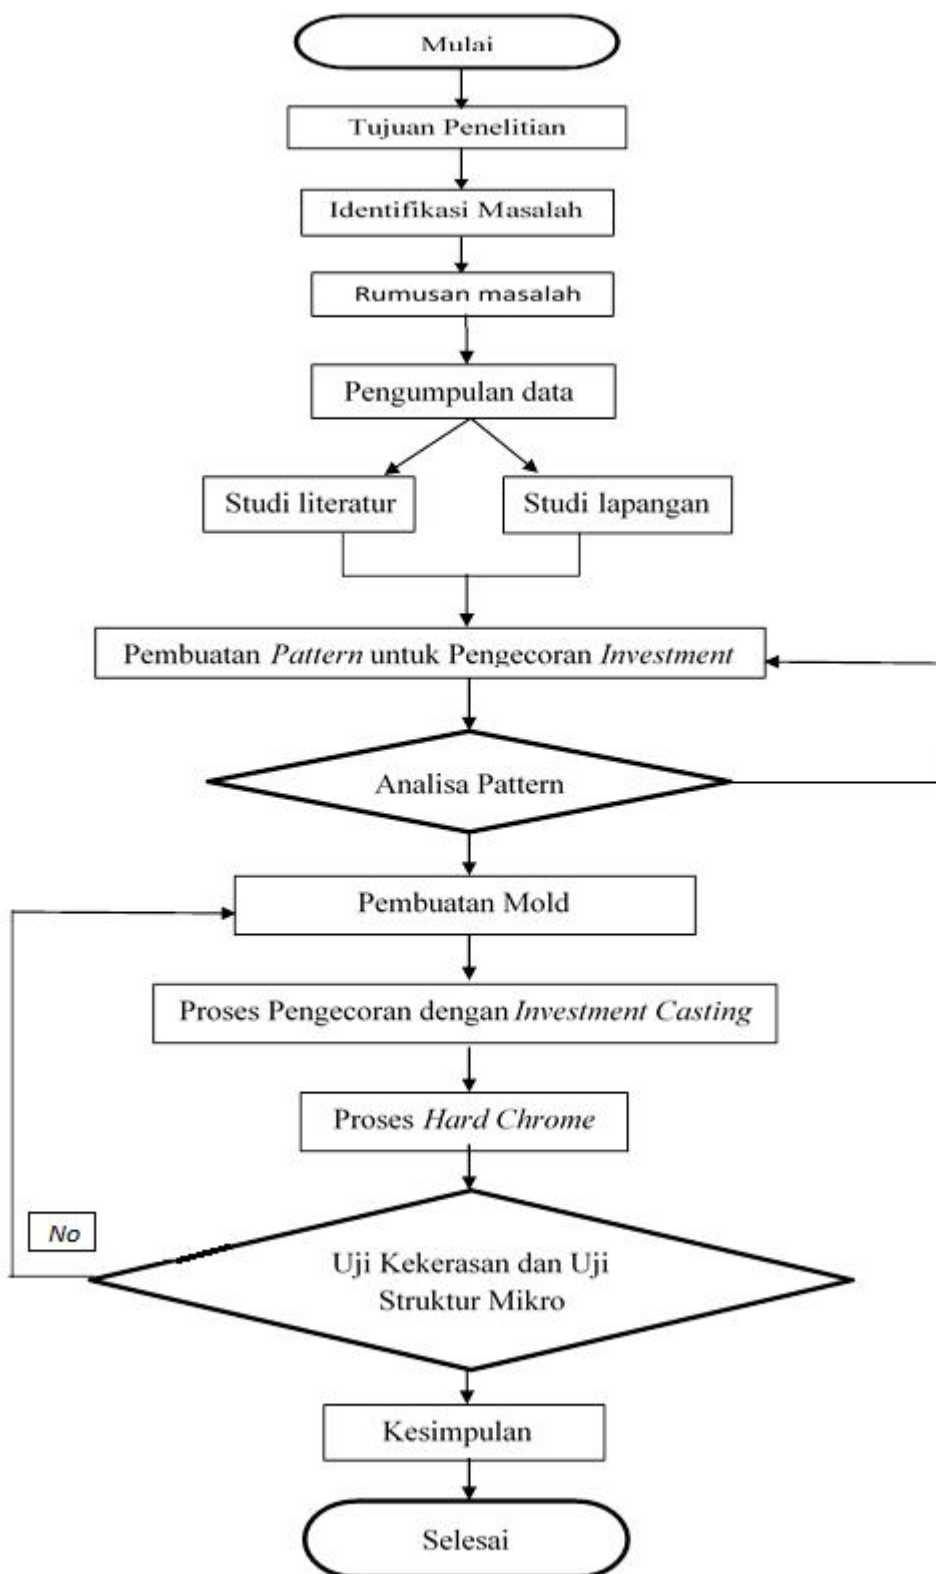 Mulai
Tujuan Penelitian
Identifikasi Masalah
Rumusan masalah
Pengumpulan data
Studi literatur
Studi lapangan
Pembuatan Pattern untuk Pengecoran Investment
Analisa Pattern
Pembuatan Mold
Proses Pengecoran dengan Investment Casting
Proses Hard Chrome
No
Uji Kekerasan dan Uji
Struktur Mikro
Kesimpulan
Selesai